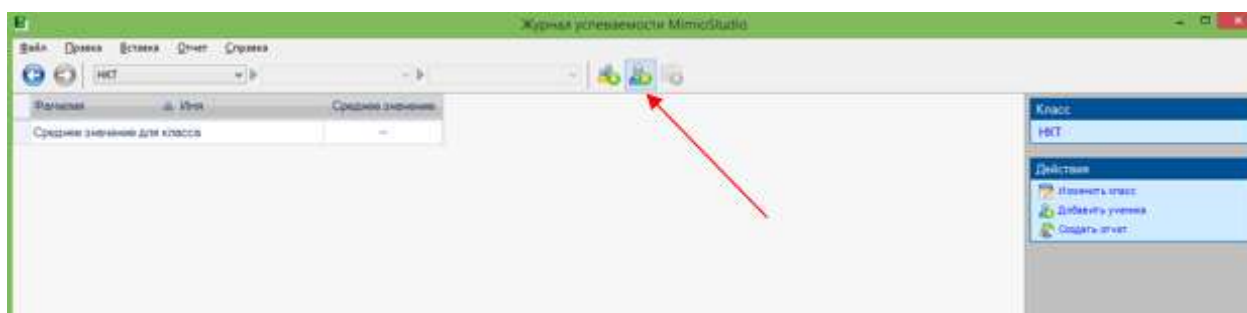 Журнал успеваемости MimioStudio
Файл Правка Вставка Отчет Справка
НКТ
Фамилия Имя Среднее значение
Среднее значение для класса --
Класс
НКТ
Действия
Изменить класс
Добавить ученика
Создать отчет